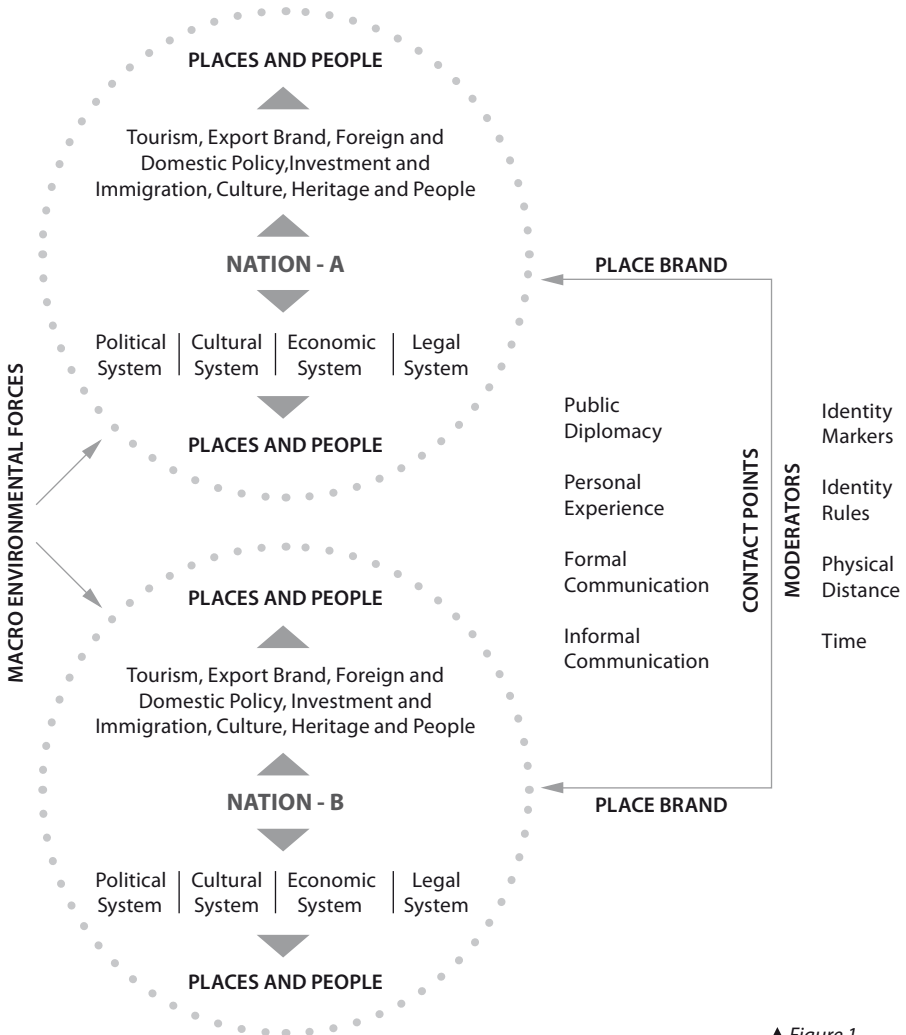 PLACES AND PEOPLE
Tourism, Export Brand, Foreign and
Domestic Policy,Investment and
Immigration, Culture, Heritage and People
NATION - A
Political
System
Cultural
System
Economic
System
Legal
System
PLACES AND PEOPLE
MACRO ENVIRONMENTAL FORCES
PLACES AND PEOPLE
Tourism, Export Brand, Foreign and
Domestic Policy, Investment and
Immigration, Culture, Heritage and People
NATION - B
Political
System
Cultural
System
Economic
System
Legal
System
PLACES AND PEOPLE
PLACE BRAND
Public
Diplomacy
Personal
Experience
Formal
Communication
Informal
Communication
CONTACT POINTS
MODERATORS
Identity
Markers
Identity
Rules
Physical
Distance
Time
PLACE BRAND
▲ Figure 1